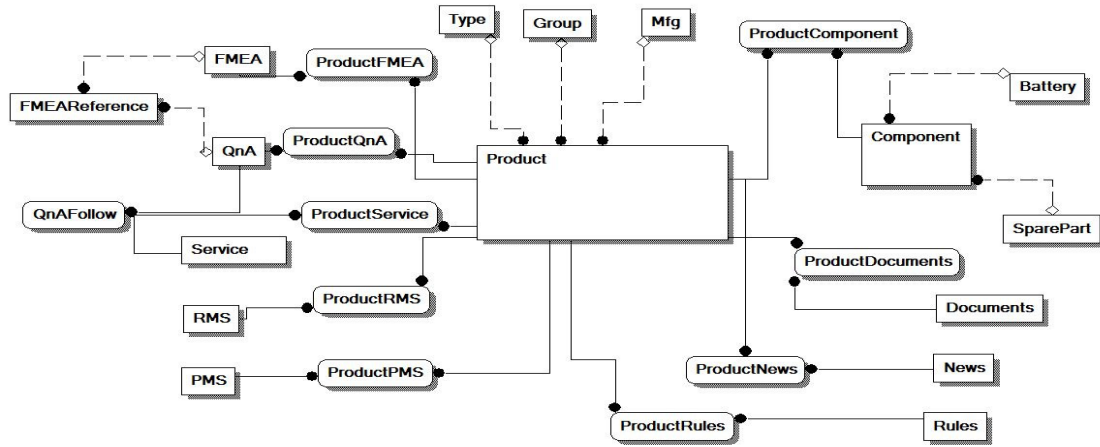 Type
Group
Mfg
ProductComponent
FMEA
ProductFMEA
Battery
FMEAReference
QnA
ProductQnA
Product
Component
QnAFollow
ProductService
SparePart
Service
ProductDocuments
RMS
ProductRMS
Documents
PMS
ProductPMS
ProductNews
News
ProductRules
Rules